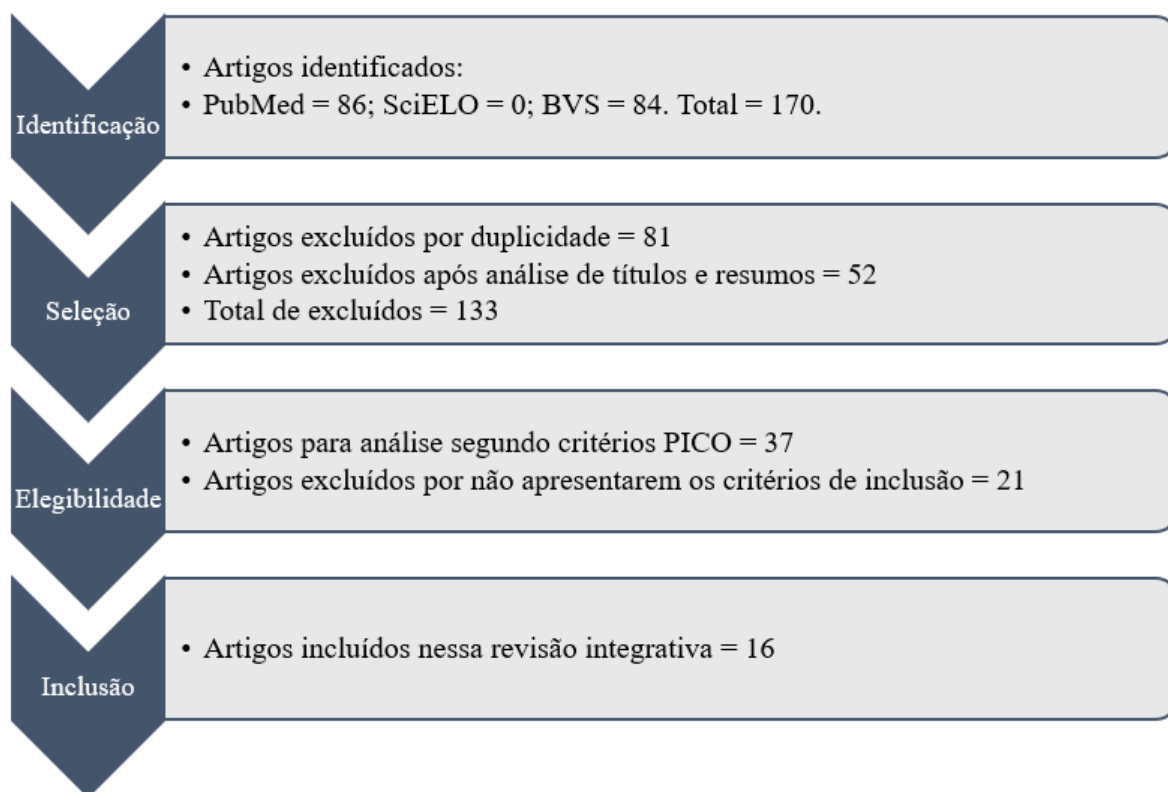 Identificação
• Artigos identificados:
• PubMed = 86; SciELO = 0; BVS = 84. Total = 170.
Seleção
• Artigos excluídos por duplicidade = 81
• Artigos excluídos após análise de títulos e resumos = 52
• Total de excluídos = 133
Elegibilidade
• Artigos para análise segundo critérios PICO = 37
• Artigos excluídos por não apresentarem os critérios de inclusão = 21
Inclusão
• Artigos incluídos nessa revisão integrativa = 16